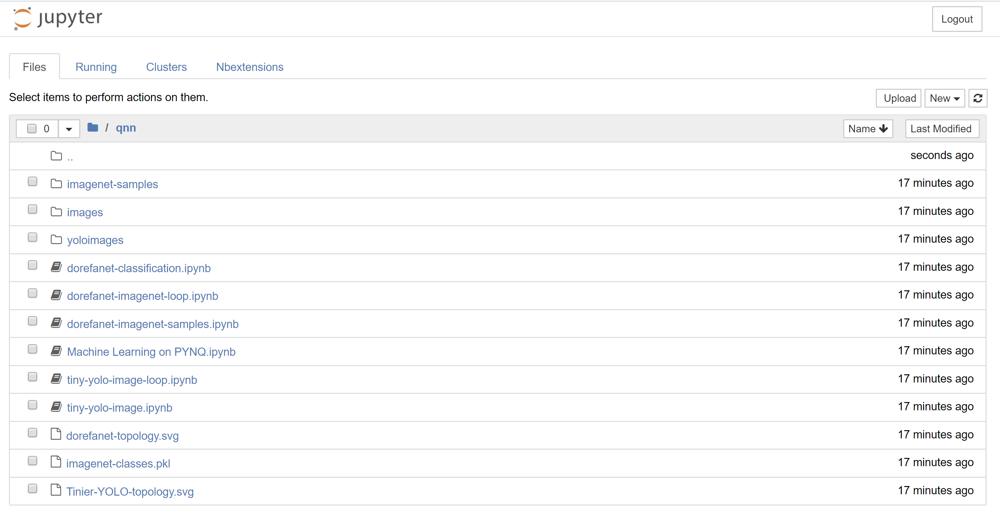 jupyter
Logout
Files Running Clusters Nbextensions
Select items to perform actions on them.
Upload New
0 / qnn Name Last Modified
.. seconds ago
imagenet-samples 17 minutes ago
images 17 minutes ago
yoloimages 17 minutes ago
dorefanet-classification.ipynb 17 minutes ago
dorefanet-imagenet-loop.ipynb 17 minutes ago
dorefanet-imagenet-samples.ipynb 17 minutes ago
Machine Learning on PYNQ.ipynb 17 minutes ago
tiny-yolo-image-loop.ipynb 17 minutes ago
tiny-yolo-image.ipynb 17 minutes ago
dorefanet-topology.svg 17 minutes ago
imagenet-classes.pkl 17 minutes ago
Tinier-YOLO-topology.svg 17 minutes ago